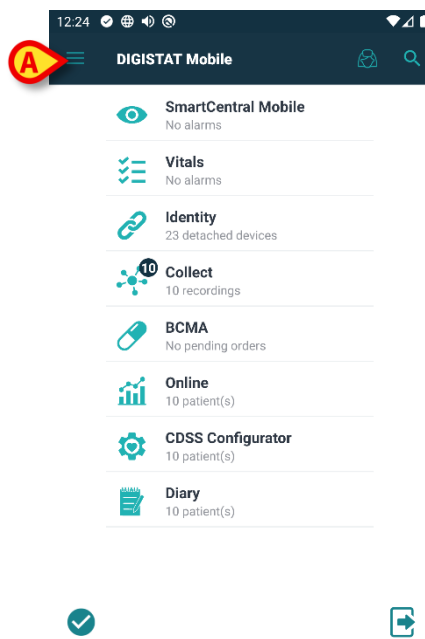 12:24
A
DIGISTAT Mobile
SmartCentral Mobile
No alarms
Vitals
No alarms
Identity
23 detached devices
10
Collect
10 recordings
BCMA
No pending orders
Online
10 patient(s)
CDSS Configurator
10 patient(s)
Diary
10 patient(s)